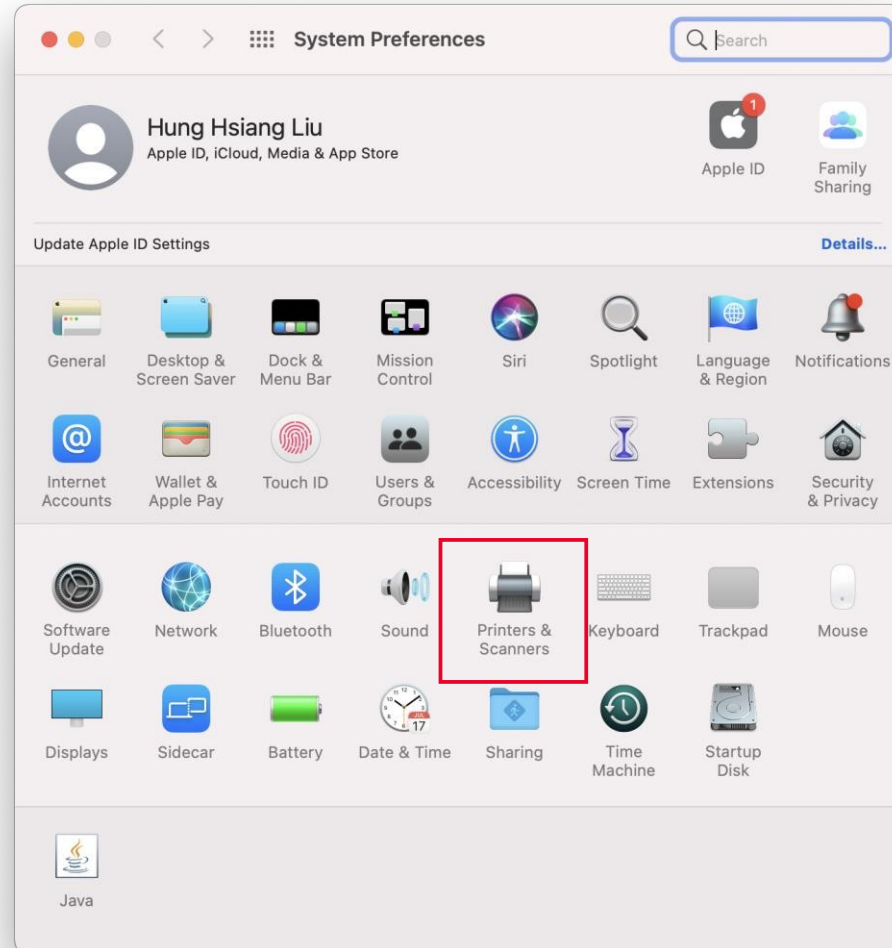 System Preferences
Search
Hung Hsiang Liu
Apple ID, iCloud, Media & App Store
1
Apple ID
Family
Sharing
Update Apple ID Settings
Details...
General
Desktop &
Screen Saver
Dock &
Menu Bar
Mission
Control
Siri
Spotlight
Language
& Region
Notifications
@
Internet
Accounts
Wallet &
Apple Pay
Touch ID
Users &
Groups
Accessibility
Screen Time
Extensions
Security
& Privacy
Software
Update
Network
Bluetooth
Sound
Printers &
Scanners
Keyboard
Trackpad
Mouse
Displays
Sidecar
Battery
17
Date & Time
Sharing
Time
Machine
Startup
Disk
Java